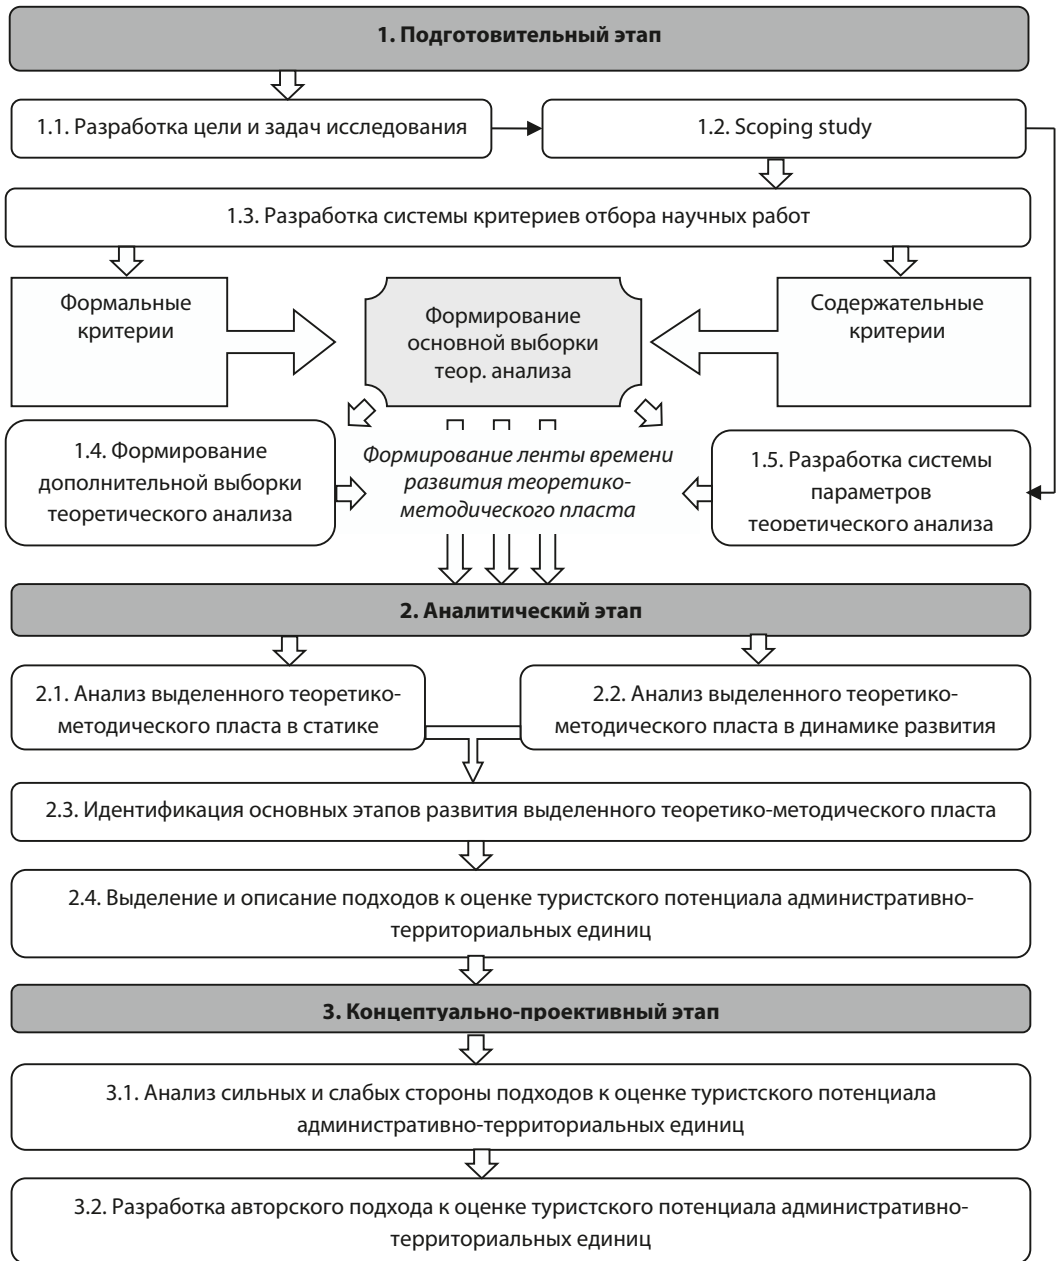 1. Подготовительный этап
1.1. Разработка цели и задач исследования
1.2. Scoping study
1.3. Разработка системы критериев отбора научных работ
Формальные
критерии
Формирование
основной выборки
теор. анализа
Содержательные
критерии
1.4. Формирование
дополнительной выборки
теоретического анализа
Формирование ленты времени
развития теоретико-
методического пласта
1.5. Разработка системы
параметров
теоретического анализа
2. Аналитический этап
2.1. Анализ выделенного теоретико-
методического пласта в статике
2.2. Анализ выделенного теоретико-
методического пласта в динамике развития
2.3. Идентификация основных этапов развития выделенного теоретико-методического пласта
2.4. Выделение и описание подходов к оценке туристского потенциала административно-
территориальных единиц
3. Концептуально-проективный этап
3.1. Анализ сильных и слабых стороны подходов к оценке туристского потенциала
административно-территориальных единиц
3.2. Разработка авторского подхода к оценке туристского потенциала административно-
территориальных единиц